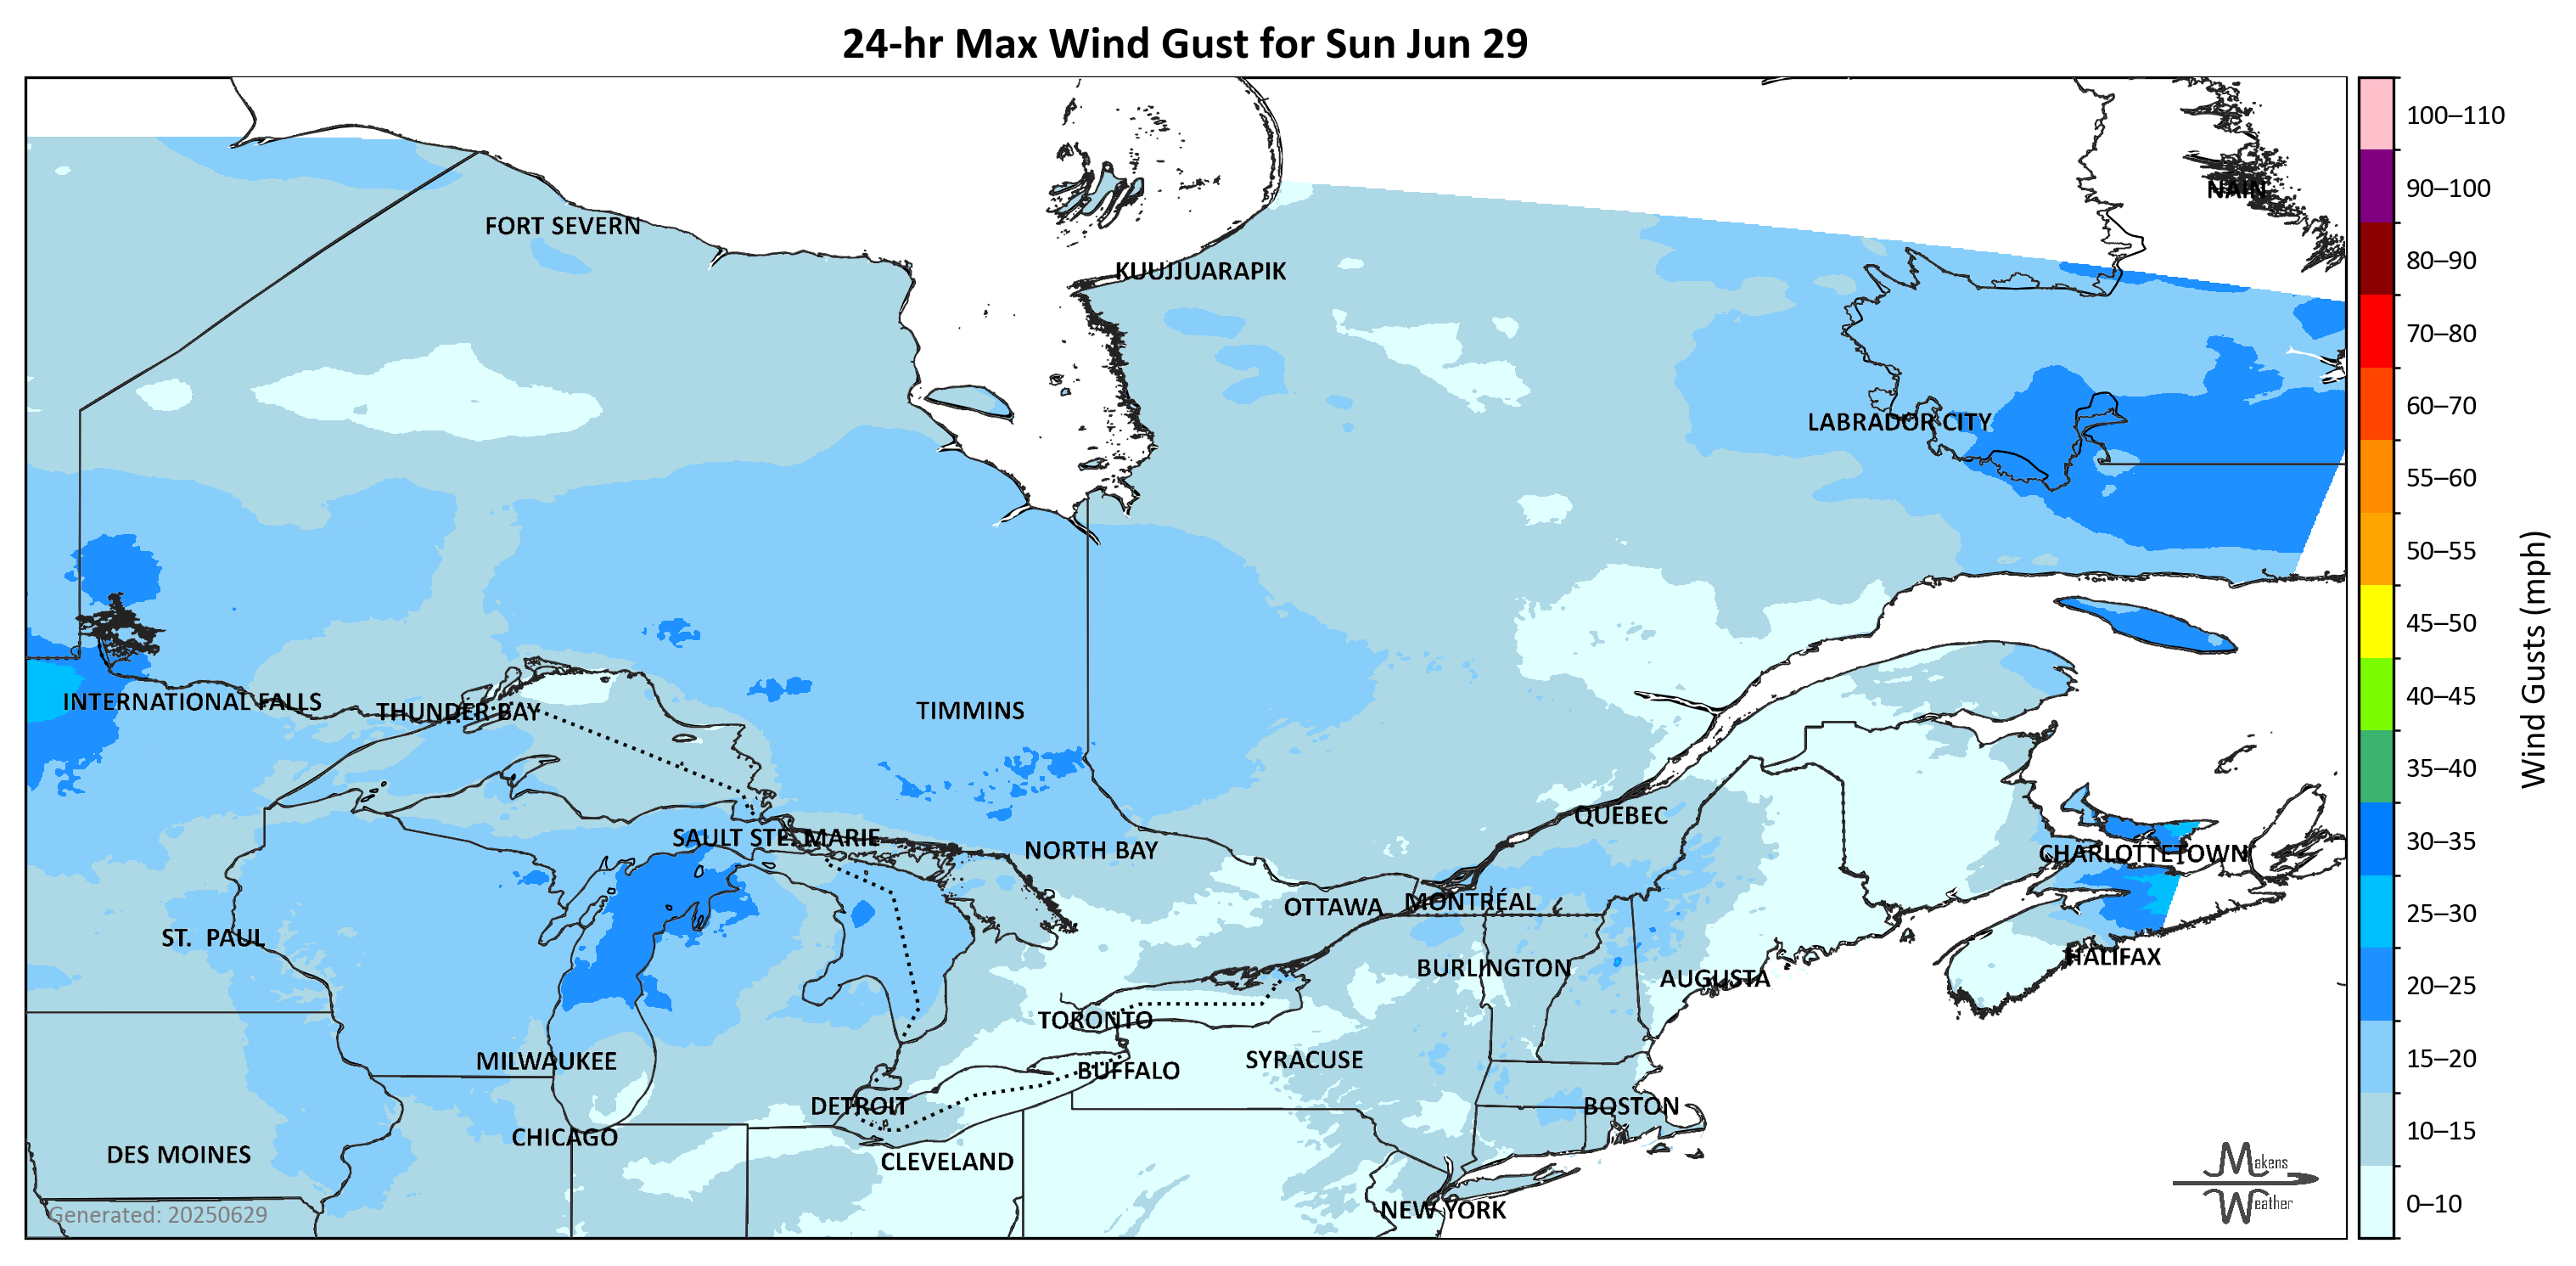 24-hr Max Wind Gust for Sun Jun 29
100–110
90–100
NAIN
FORT SEVERN
80–90
KUUJJUARAPIK
70–80
60–70
LABRADOR CITY
55–60
50–55
45–50
40–45
INTERNATIONAL FALLS
THUNDER BAY
TIMMINS
35–40
Wind Gusts (mph)
QUÉBEC
SAULT STE. MARIE
30–35
NORTH BAY
CHARLOTTETOWN
OTTAWA
MONTRÉAL
25–30
ST. PAUL
HALIFAX
BURLINGTON
AUGUSTA
20–25
TORONTO
MILWAUKEE
SYRACUSE
15–20
BUFFALO
DETROIT
BOSTON
CHICAGO
10–15
DES MOINES
CLEVELAND
Makens
Weather
0–10
NEW YORK
Generated: 20250629